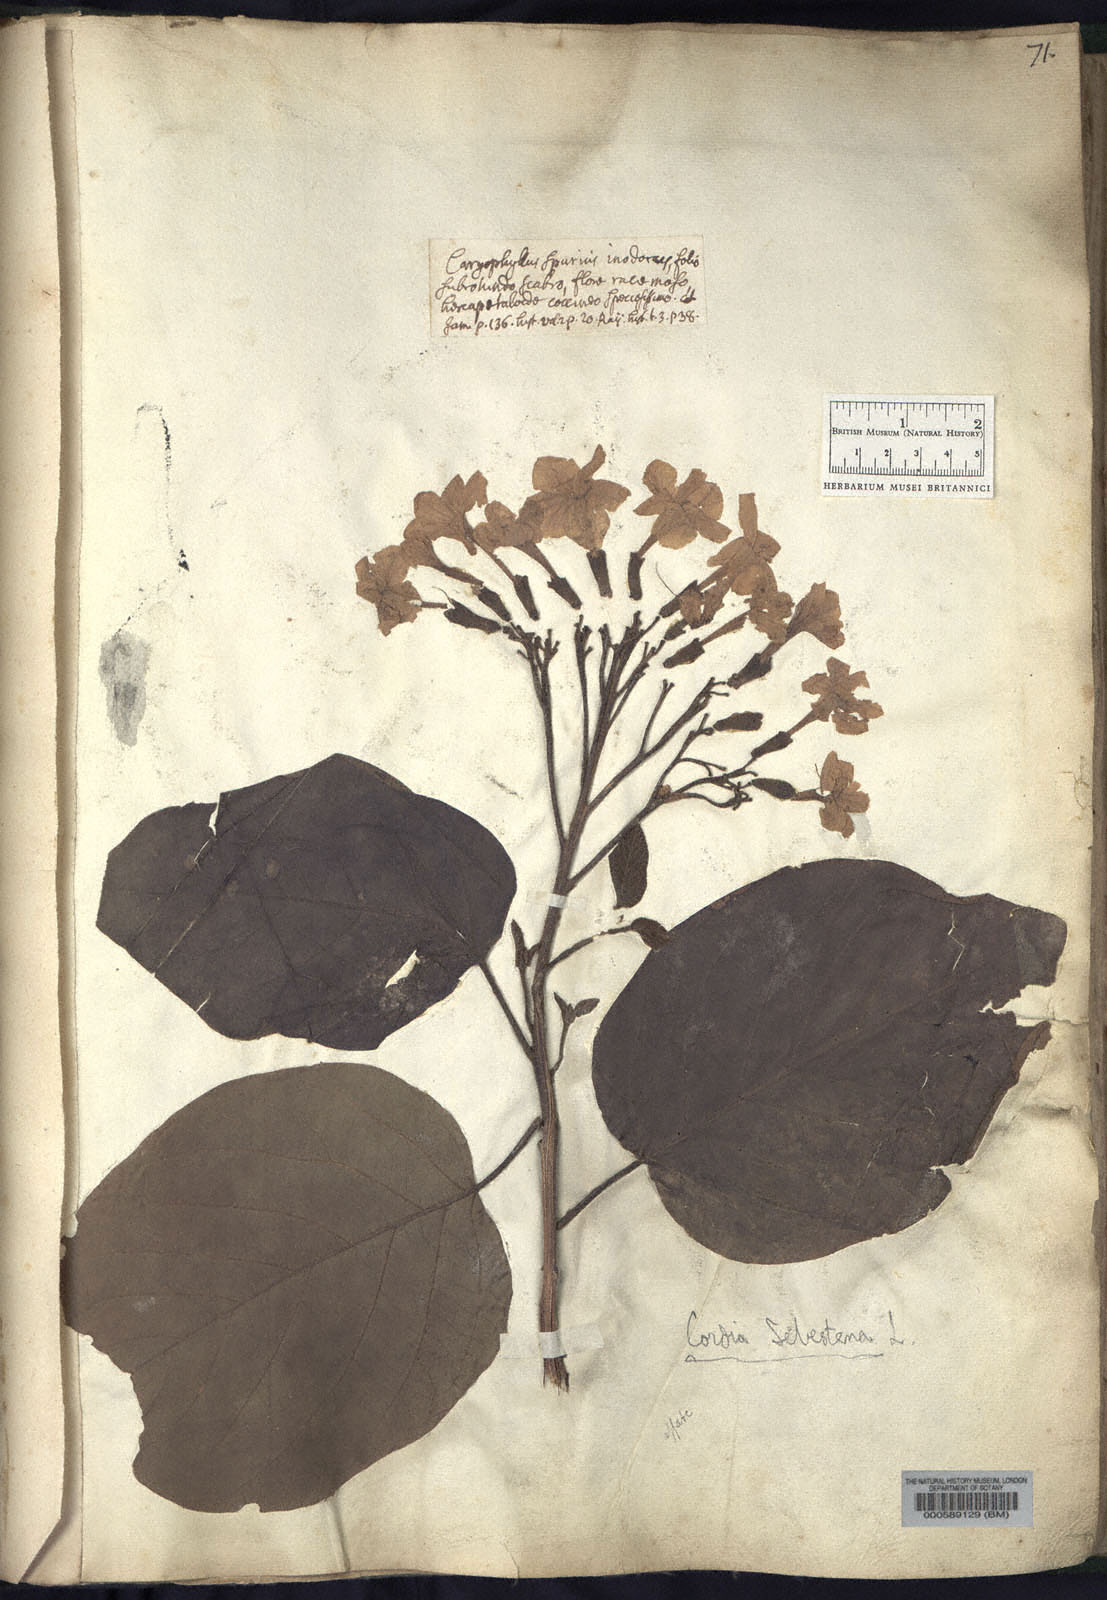 71.
Caryophyllus spurius inodorus, folio
subrotundo scabro, flore racemoso
hexapetaloide coccineo speciosissimo. Cat
Jam. p. 136. hist. vol. 2 p. 20. Raij. hist. t. 3. p 38.
1 2
BRITISH MUSEUM (NATURAL HISTORY)
1 2 3 4 5
HERBARIUM MUSEI BRITANNICI
Cordia Sebestena L.
THE NATURAL HISTORY MUSEUM, LONDON
DEPARTMENT OF BOTANY
000589129 (BM)